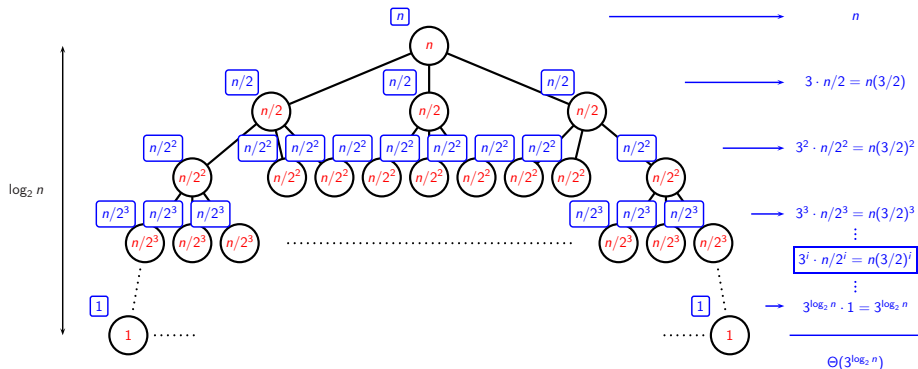 n n
n
n/2 n/2 n/2 3 · n/2 = n(3/2)
n/2 n/2 n/2
n/2² n/2² n/2² n/2² n/2² n/2² n/2² n/2² n/2² 3² · n/2² = n(3/2)²
n/2² n/2² n/2² n/2² n/2² n/2² n/2² n/2² n/2²
log₂ n
n/2³ n/2³ n/2³ n/2³ n/2³ n/2³ 3³ · n/2³ = n(3/2)³
n/2³ n/2³ n/2³ n/2³ n/2³ n/2³
3ⁱ · n/2ⁱ = n(3/2)ⁱ
1 1 3^{log₂ n} · 1 = 3^{log₂ n}
1 1
Θ(3^{log₂ n})